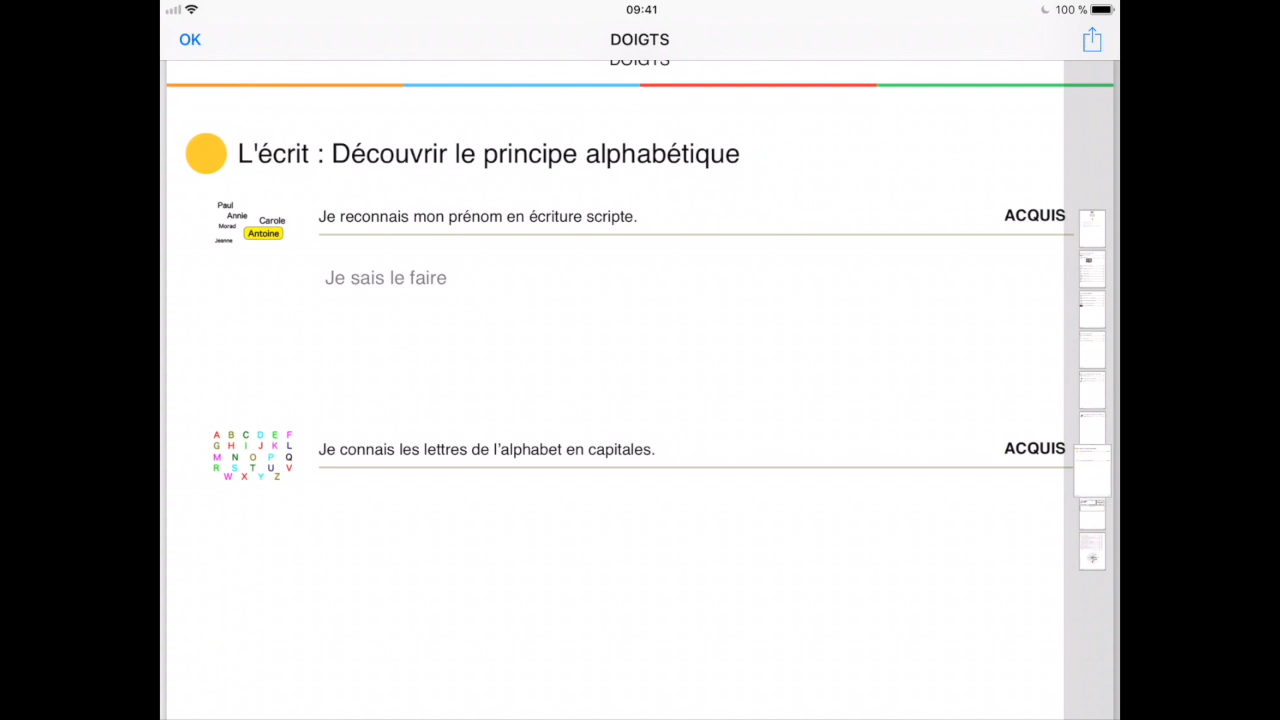 09:41
100 %
OK
DOIGTS
DOIGTS
L'écrit : Découvrir le principe alphabétique
Paul
Annie
Carole
Morad
Antoine
Jeanne
Je reconnais mon prénom en écriture scripte.
ACQUIS
Je sais le faire
A B C D E F
G H I J K L
M N O P Q
R S T U V
W X Y Z
Je connais les lettres de l’alphabet en capitales.
ACQUIS